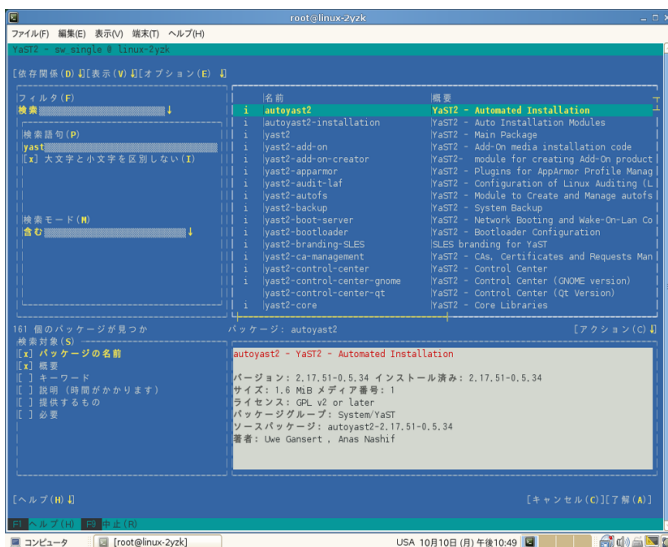 root@linux-2yzk
ファイル(F) 編集(E) 表示(V) 端末(T) ヘルプ(H)
YaST2 - sw_single @ linux-2yzk
[依存関係(D)↓][表示(V)↓][オプション(E) ↓]
フィルタ(F)
検索
検索語句(P)
yast
[x] 大文字と小文字を区別しない(I)
検索モード(M)
含む
161 個のパッケージが見つか
検索対象(S)
[x] パッケージの名前
[x] 概要
[ ] キーワード
[ ] 説明 (時間がかかります)
[ ] 提供するもの
[ ] 必要
名前 概要
i autoyast2 YaST2 - Automated Installation
i autoyast2-installation YaST2 - Auto Installation Modules
i yast2 YaST2 - Main Package
i yast2-add-on YaST2 - Add-On media installation code
i yast2-add-on-creator YaST2- module for creating Add-On product
i yast2-apparmor YaST2 - Plugins for AppArmor Profile Manag
i yast2-audit-laf YaST2 - Configuration of Linux Auditing (L
i yast2-autofs YaST2 - Module to Create and Manage autofs
i yast2-backup YaST2 - System Backup
i yast2-boot-server YaST2 - Network Booting and Wake-On-Lan Co
i yast2-bootloader YaST2 - Bootloader Configuration
i yast2-branding-SLES SLES branding for YaST
i yast2-ca-management YaST2 - CAs, Certificates and Requests Man
i yast2-control-center YaST2 - Control Center
i yast2-control-center-gnome YaST2 - Control Center (GNOME version)
yast2-control-center-qt YaST2 - Control Center (Qt Version)
i yast2-core YaST2 - Core Libraries
パッケージ: autoyast2 [アクション(C)↓]
autoyast2 - YaST2 - Automated Installation
バージョン: 2.17.51-0.5.34 インストール済み: 2.17.51-0.5.34
サイズ: 1.6 MiB メディア番号: 1
ライセンス: GPL v2 or later
パッケージグループ: System/YaST
ソースパッケージ: autoyast2-2.17.51-0.5.34
著者: Uwe Gansert , Anas Nashif
[ヘルプ(H)↓] [キャンセル(C)][了解(A)]
F1 ヘルプ(H) F9 中止(R)
コンピュータ [root@linux-2yzk] USA 10月10日 (月) 午後10:49